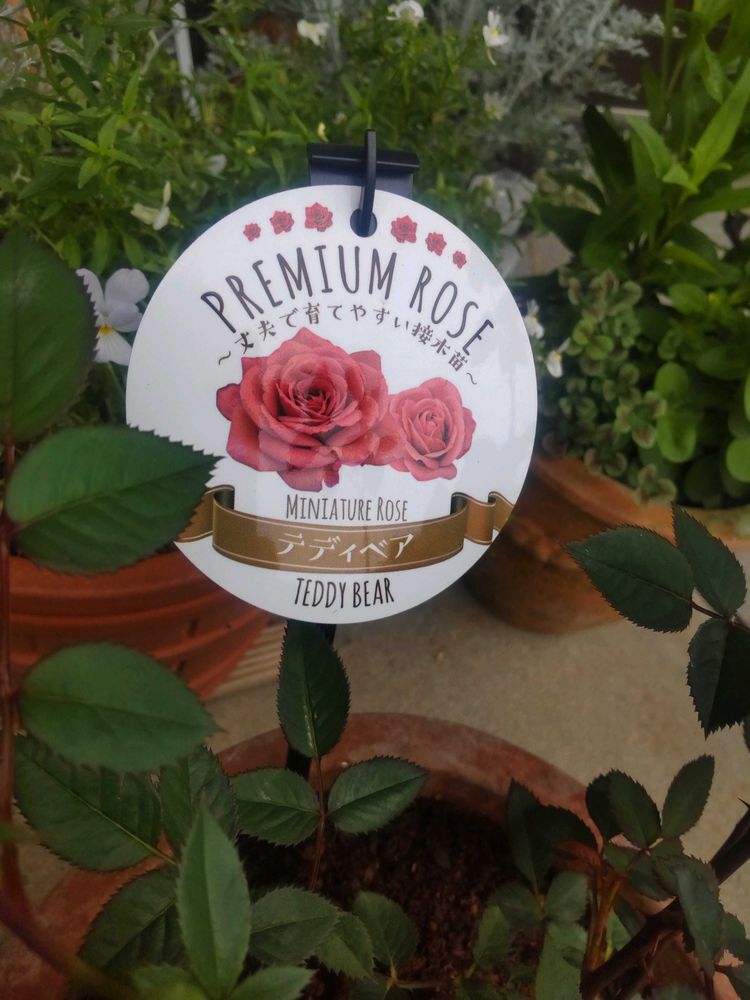 PREMIUM ROSE
~丈夫で育てやすい接木苗~
MINIATURE ROSE
テディベア
TEDDY BEAR